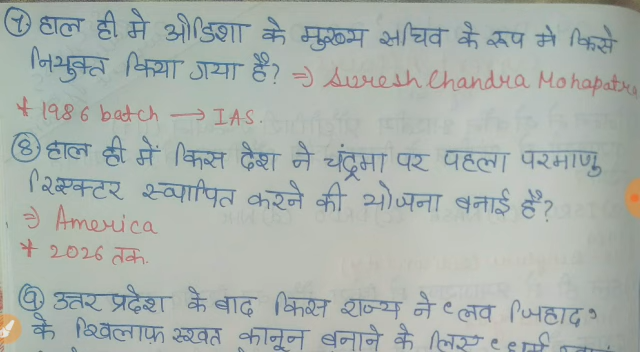 ⑦ हाल ही में ओडिशा के मुख्य सचिव के रूप में किसे
नियुक्त किया गया है? ⇒ Suresh Chandra Mohapatra
* 1986 batch → IAS.
⑧ हाल ही में किस देश ने चंद्रमा पर पहला परमाणु
रिएक्टर स्थापित करने की योजना बनाई है?
⇒ America
* 2026 तक.
⑨ उत्तर प्रदेश के बाद किस राज्य ने 'लव जिहाद'
के खिलाफ सख्त कानून बनाने के लिए